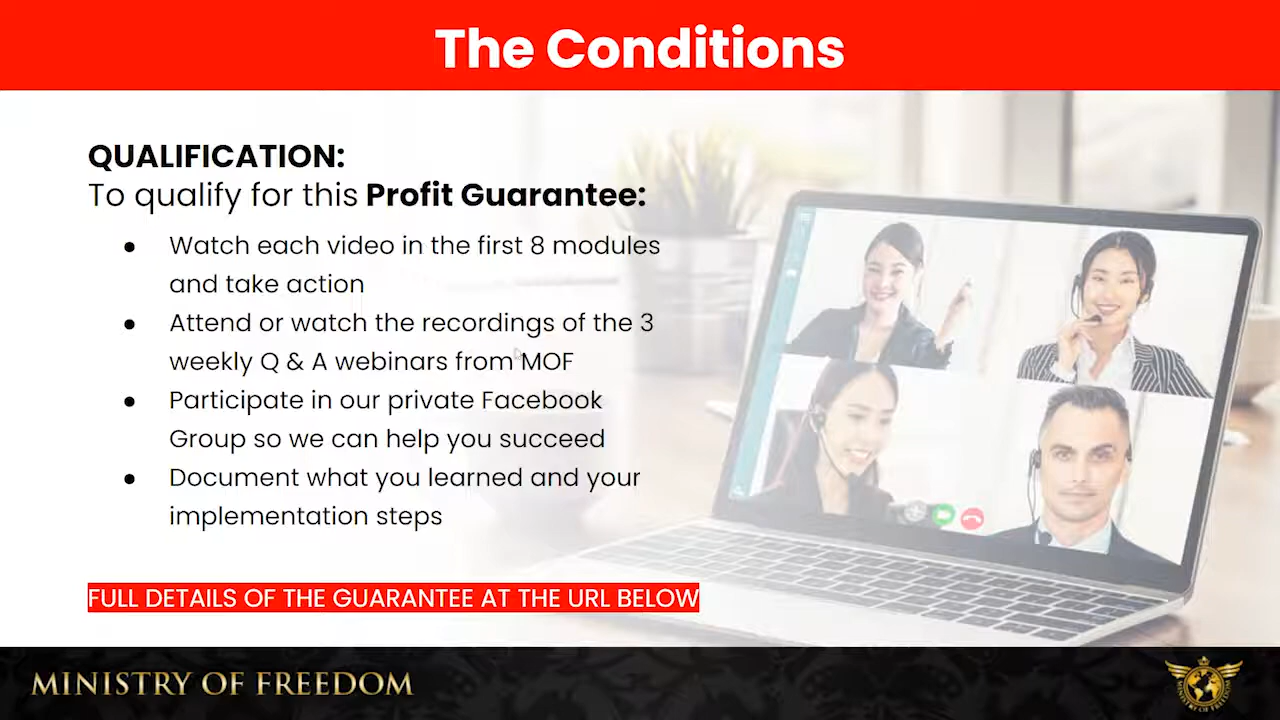 The Conditions
QUALIFICATION:
To qualify for this Profit Guarantee:
● Watch each video in the first 8 modules
and take action
● Attend or watch the recordings of the 3
weekly Q & A webinars from MOF
● Participate in our private Facebook
Group so we can help you succeed
● Document what you learned and your
implementation steps
FULL DETAILS OF THE GUARANTEE AT THE URL BELOW
MINISTRY OF FREEDOM
MINISTRY OF FREEDOM